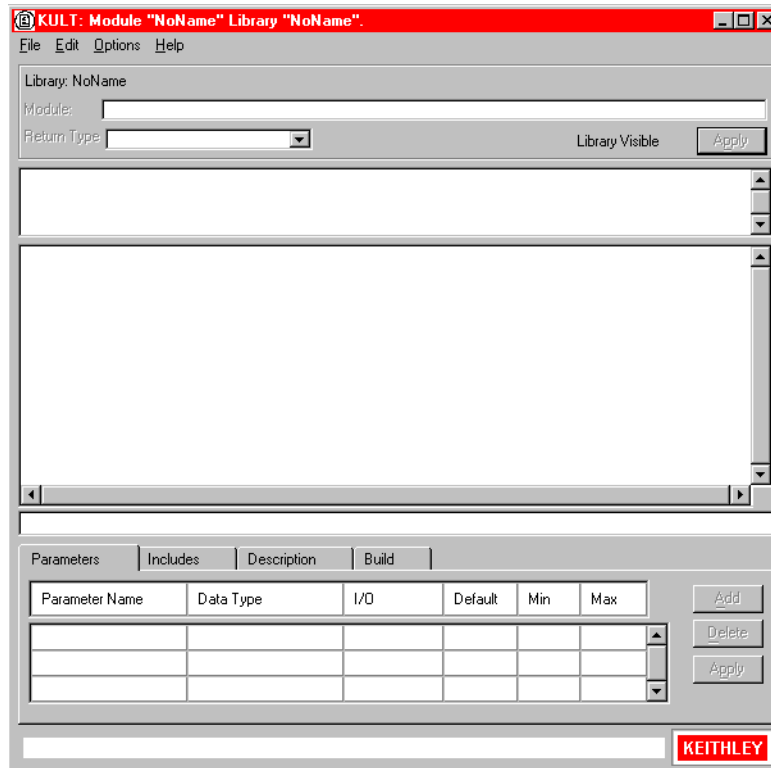 KULT: Module "NoName" Library "NoName".
File Edit Options Help
Library: NoName
Module:
Return Type
Library Visible
Apply
Parameters Includes Description Build
Parameter Name Data Type I/O Default Min Max
Add
Delete
Apply
KEITHLEY